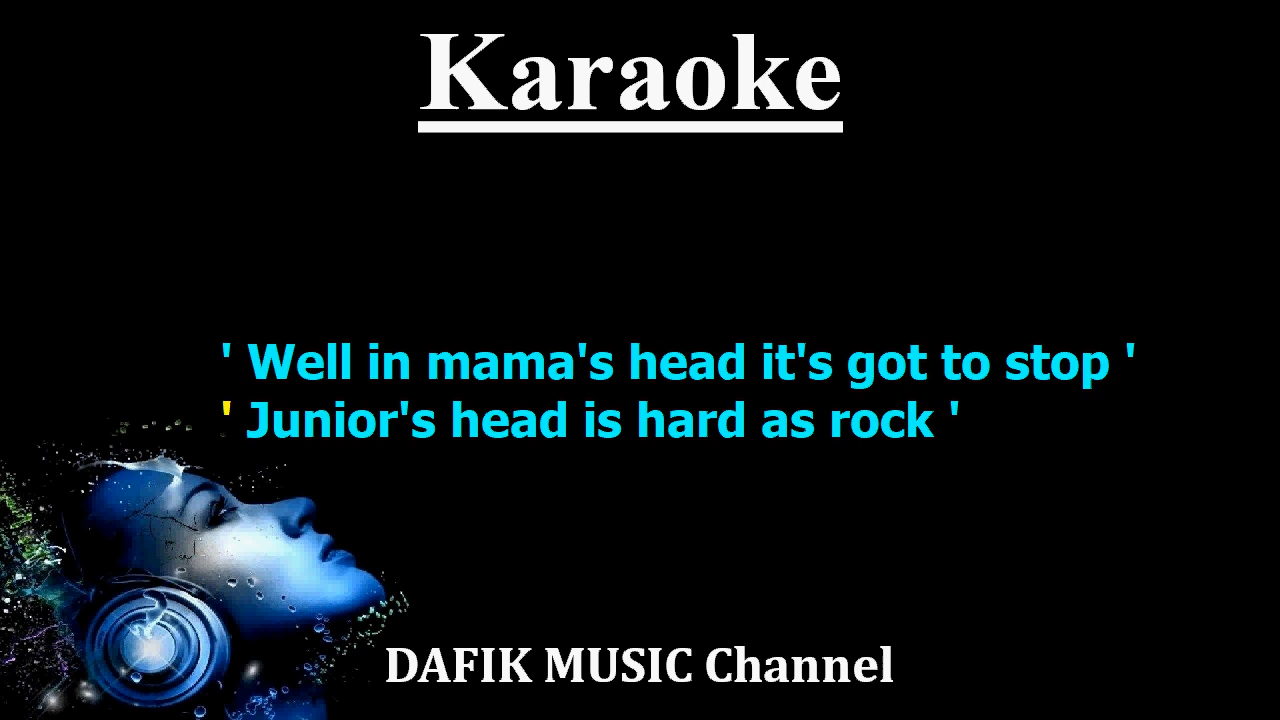 Karaoke
' Well in mama's head it's got to stop '
' Junior's head is hard as rock '
DAFIK MUSIC Channel